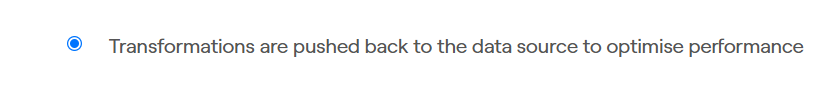 Transformations are pushed back to the data source to optimise performance